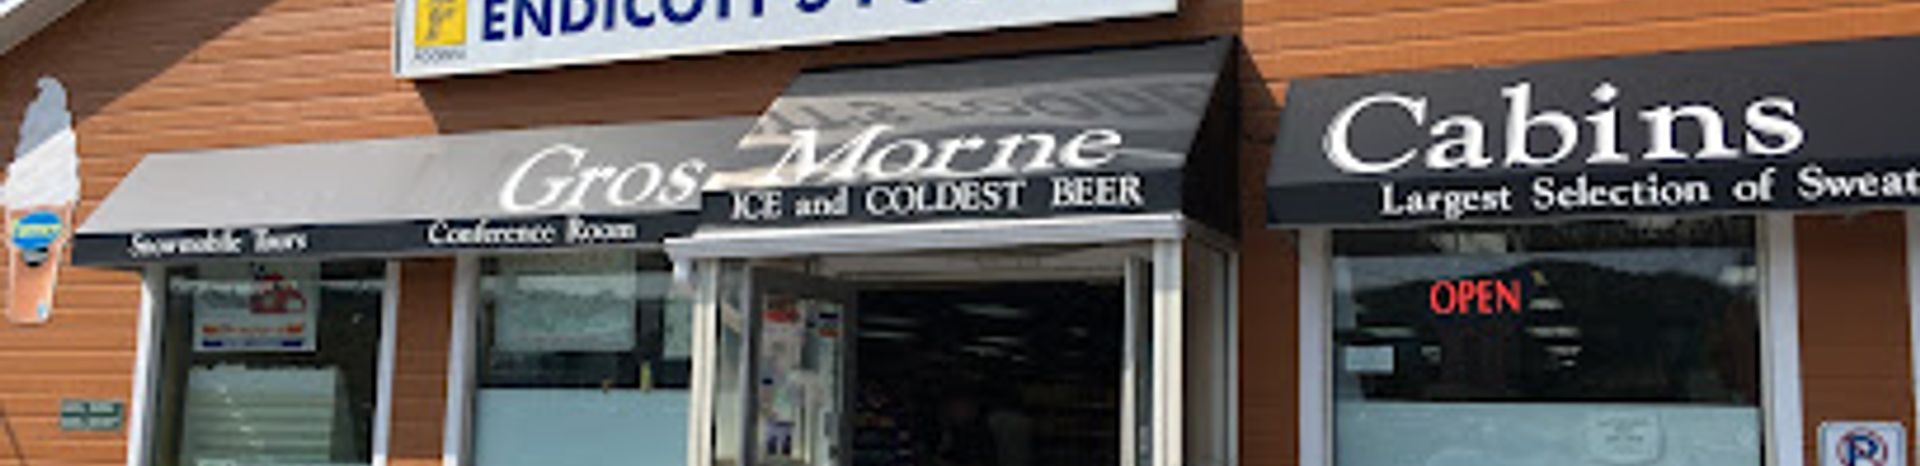 ENDICOTT'S
Gros Morne Cabins
Snowmobile Tours
Conference Room
ICE and COLDEST BEER
Largest Selection of Sweat
OPEN